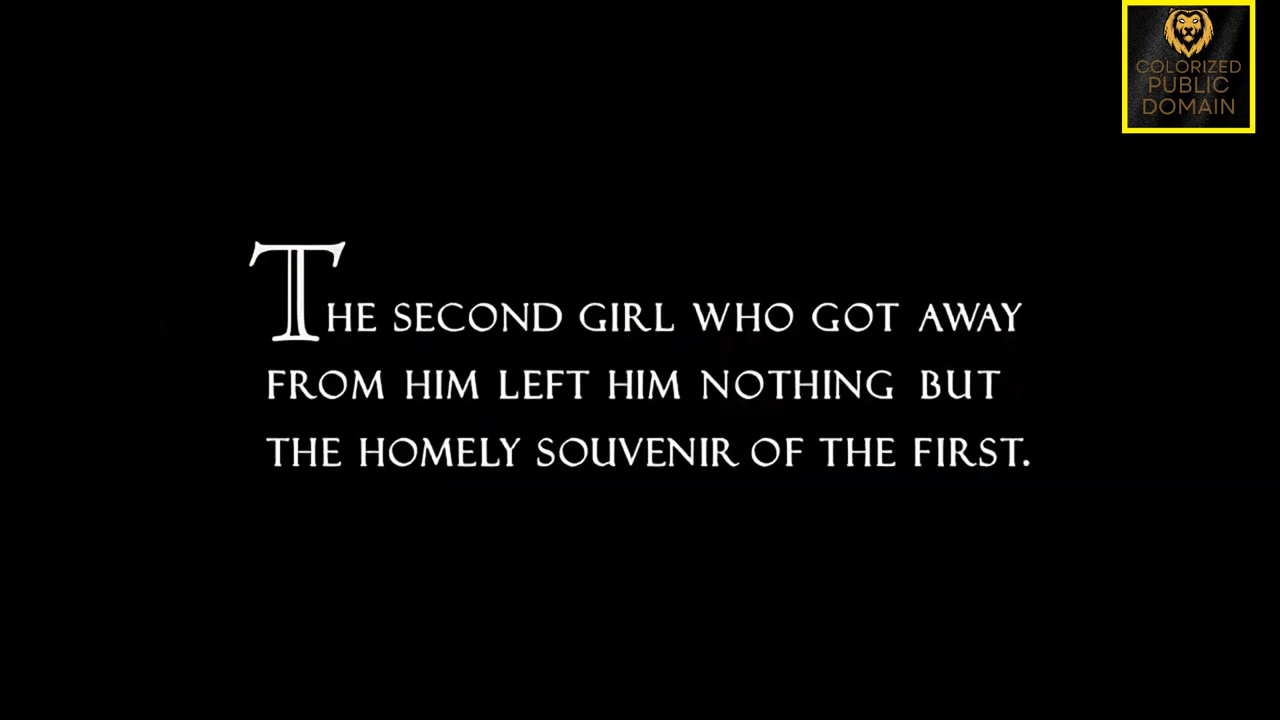 COLORIZED
PUBLIC
DOMAIN
THE SECOND GIRL WHO GOT AWAY
FROM HIM LEFT HIM NOTHING BUT
THE HOMELY SOUVENIR OF THE FIRST.